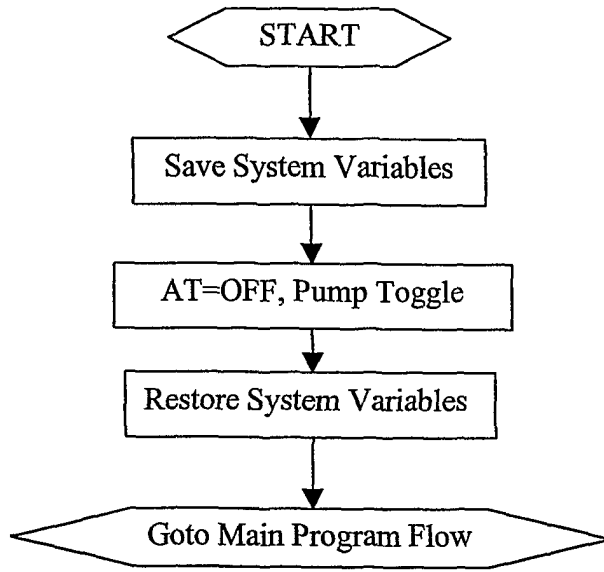 START
Save System Variables
AT=OFF, Pump Toggle
Restore System Variables
Goto Main Program Flow